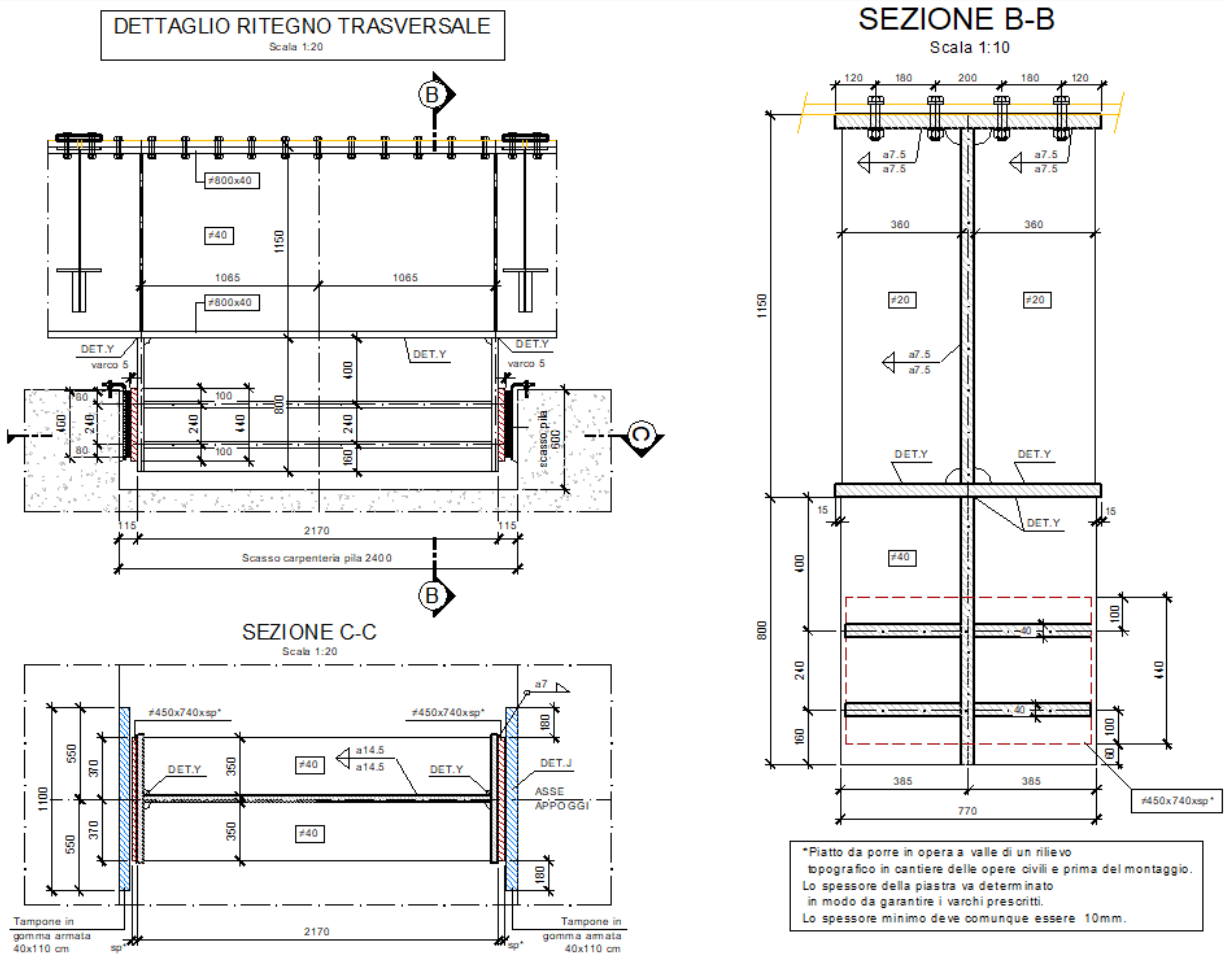 DETTAGLIO RITEGNO TRASVERSALE
Scala 1:20
B
≠800x40
≠40
1150
1065
1065
≠800x40
DET.Y
varco 5
DET.Y
DET.Y
varco 5
400
80
400
240
80
100
240
440
100
800
240
160
scasso pila
600
C
115
2170
115
Scasso carpenteria pila 2400
B
SEZIONE C-C
Scala 1:20
a7
≠450x740xsp*
≠450x740xsp*
180
550
370
350
≠40
a14.5
a14.5
DET.Y
DET.Y
DET.J
1100
ASSE
APPOGGI
550
370
350
≠40
180
Tampone in
gomma armata
40x110 cm
sp*
2170
sp*
Tampone in
gomma armata
40x110 cm
SEZIONE B-B
Scala 1:10
120
180
200
180
120
a7.5
a7.5
a7.5
a7.5
360
360
1150
≠20
≠20
a7.5
a7.5
DET.Y
DET.Y
15
15
DET.Y
≠40
400
100
800
40
240
440
40
100
160
60
385
385
770
≠450x740xsp*
*Piatto da porre in opera a valle di un rilievo
topografico in cantiere delle opere civili e prima del montaggio.
Lo spessore della piastra va determinato
in modo da garantire i varchi prescritti.
Lo spessore minimo deve comunque essere 10mm.